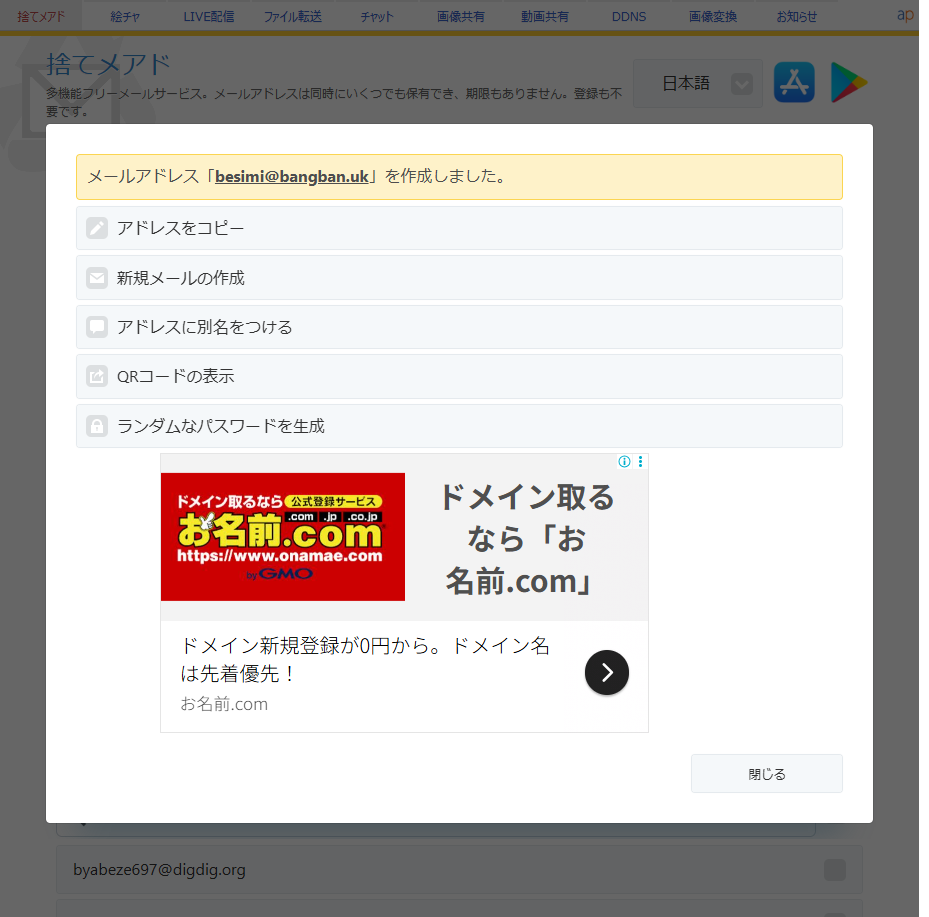 捨てメアド 絵チャ LIVE配信 ファイル転送 チャット 画像共有 動画共有 DDNS 画像変換 お知らせ ap
捨てメアド
多機能フリーメールサービス。メールアドレスは同時にいくつでも保有でき、期限もありません。登録も不
要です。
日本語
メールアドレス「besimi@bangban.uk」を作成しました。
アドレスをコピー
新規メールの作成
アドレスに別名をつける
QRコードの表示
ランダムなパスワードを生成
ドメイン取るなら 公式登録サービス
.com .jp .co.jp
お名前.com
https://www.onamae.com
by GMO
ドメイン取る
なら「お
名前.com」
ドメイン新規登録が0円から。ドメイン名
は先着優先！
お名前.com
閉じる
byabeze697@digdig.org